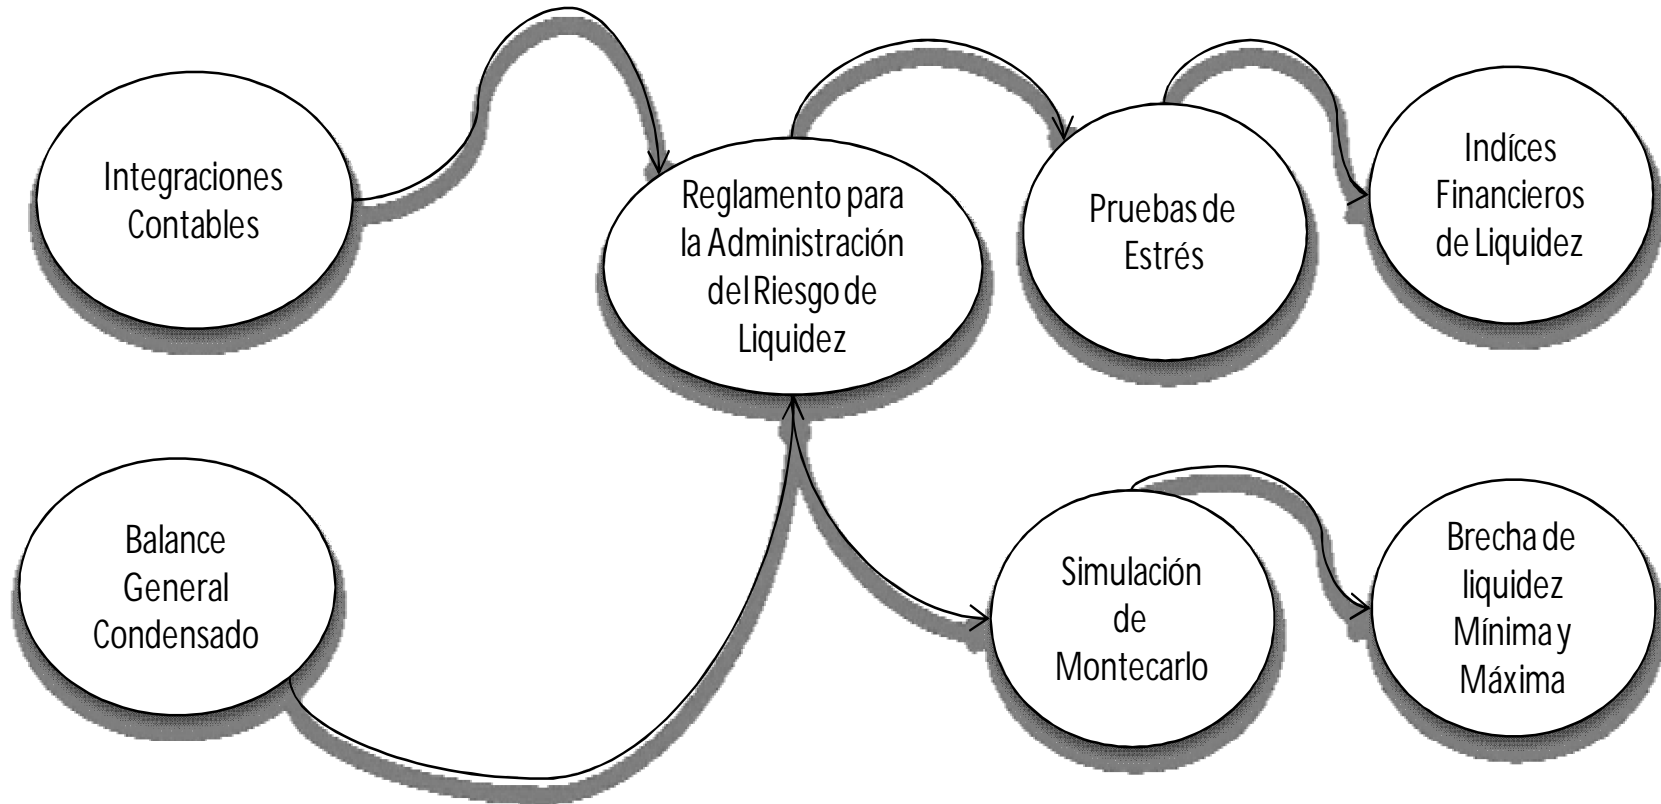 Integraciones
Contables
Reglamento para
la Administración
del Riesgo de
Liquidez
Pruebas de
Estrés
Indíces
Financieros
de Liquidez
Balance
General
Condensado
Simulación
de
Montecarlo
Brecha de
liquidez
Mínima y
Máxima